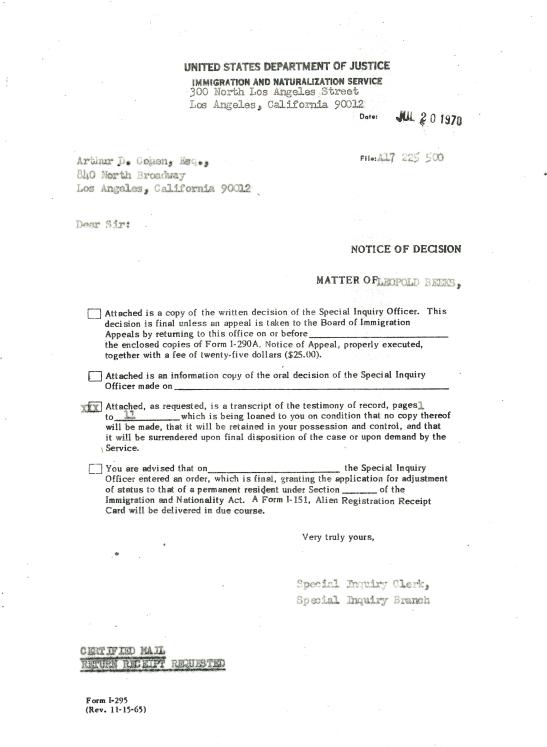 UNITED STATES DEPARTMENT OF JUSTICE
IMMIGRATION AND NATURALIZATION SERVICE
300 North Los Angeles Street
Los Angeles, California 90012
Date: JUL 20 1970
File: A17 225 500
Arthur D. Cohen, Esq.,
840 North Broadway
Los Angeles, California 90012
Dear Sir:
NOTICE OF DECISION
MATTER OF LEOPOLD
Attached is a copy of the written decision of the Special Inquiry Officer. This
decision is final unless an appeal is taken to the Board of Immigration
Appeals by returning to this office on or before
the enclosed copies of Form I-290A, Notice of Appeal, properly executed,
together with a fee of twenty-five dollars ($25.00).
Attached is an information copy of the oral decision of the Special Inquiry
Officer made on
XXX Attached, as requested, is a transcript of the testimony of record, pages 1
to which is being loaned to you on condition that no copy thereof
will be made, that it will be retained in your possession and control, and that
it will be surrendered upon final disposition of the case or upon demand by the
Service.
You are advised that on the Special Inquiry
Officer entered an order, which is final, granting the application for adjustment
of status to that of a permanent resident under Section of the
Immigration and Nationality Act. A Form I-151, Alien Registration Receipt
Card will be delivered in due course.
Very truly yours,
Special Inquiry Clerk,
Special Inquiry Branch
CERTIFIED MAIL
RETURN RECEIPT REQUESTED
Form I-295
(Rev. 11-15-65)